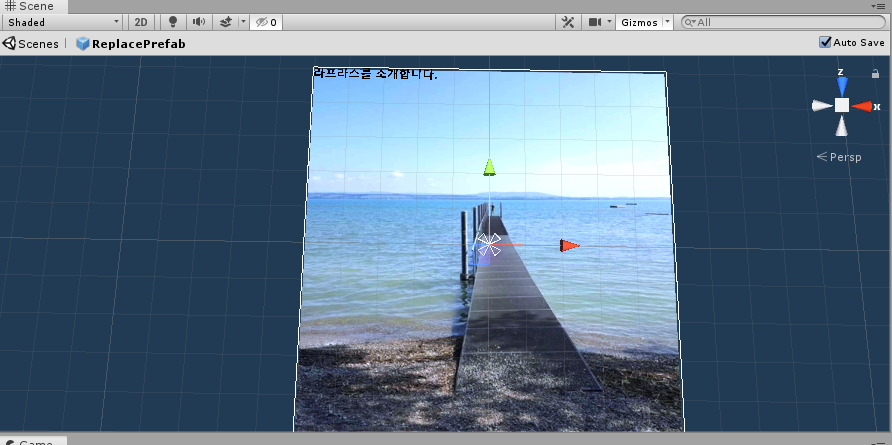 Scene
Shaded
2D
0
Gizmos
All
Scenes
ReplacePrefab
Auto Save
라프라스를 소개합니다.
z
x
Persp
Game